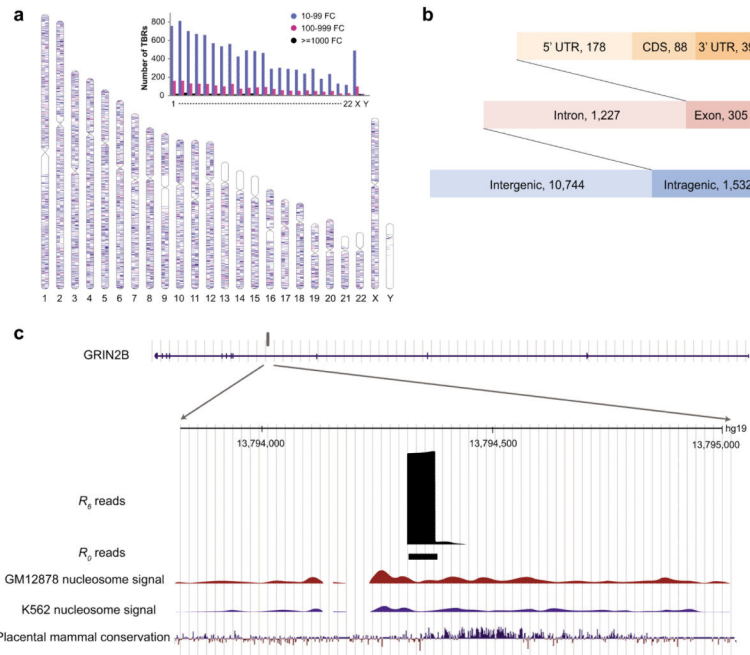 a
10-99 FC
100-999 FC
>=1000 FC
Number of TBRs
800
600
400
200
0
1 22 X Y
1 2 3 4 5 6 7 8 9 10 11 12 13 14 15 16 17 18 19 20 21 22 X Y
b
5' UTR, 178 CDS, 88 3' UTR,
Intron, 1,227 Exon, 305
Intergenic, 10,744 Intragenic, 1,532
c
GRIN2B
hg19
13,794,000 13,794,500 13,795,000
R6 reads
R0 reads
GM12878 nucleosome signal
K562 nucleosome signal
Placental mammal conservation